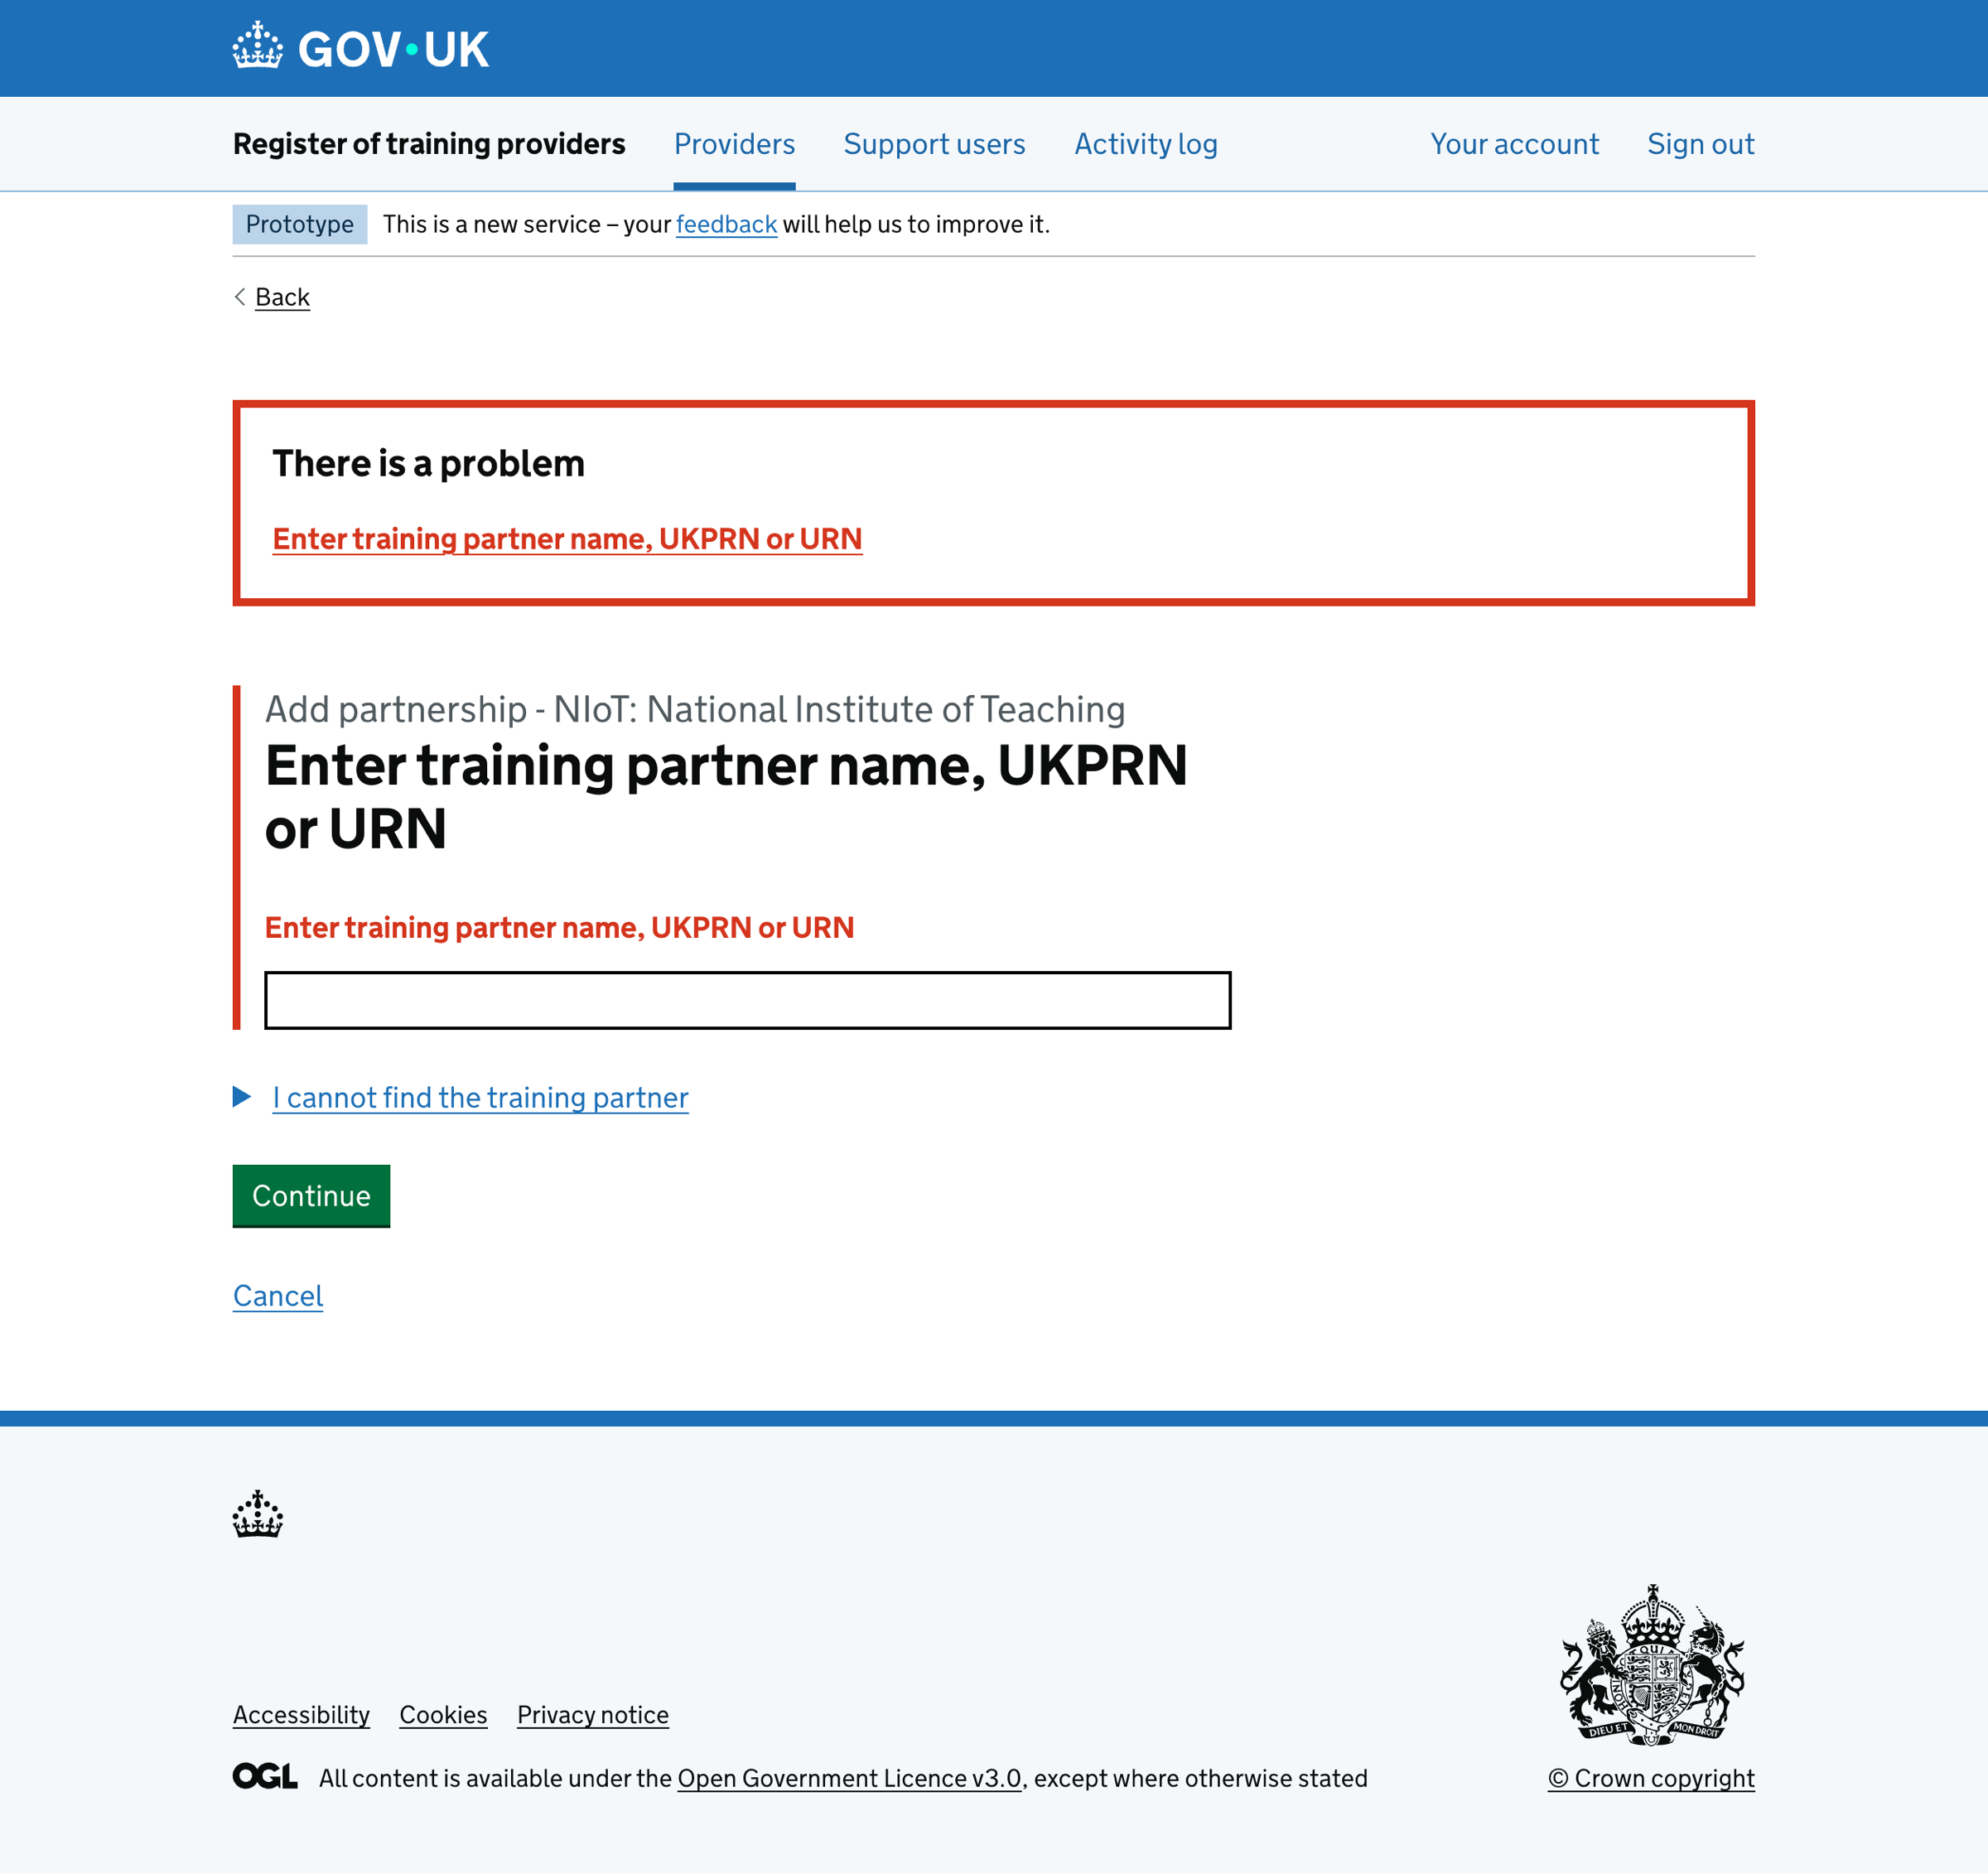 GOV•UK
Register of training providers Providers Support users Activity log Your account Sign out
Prototype This is a new service – your feedback will help us to improve it.
Back
There is a problem
Enter training partner name, UKPRN or URN
Add partnership - NIoT: National Institute of Teaching
Enter training partner name, UKPRN
or URN
Enter training partner name, UKPRN or URN
I cannot find the training partner
Continue
Cancel
Accessibility Cookies Privacy notice
DIEU ET MON DROIT
OGL All content is available under the Open Government Licence v3.0, except where otherwise stated
© Crown copyright